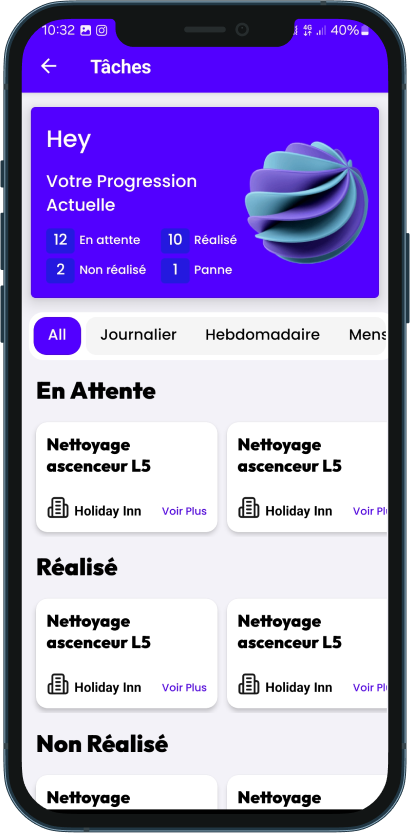 10:32 4G 40%
Tâches
Hey
Votre Progression
Actuelle
12 En attente 10 Réalisé
2 Non réalisé 1 Panne
All Journalier Hebdomadaire Mens
En Attente
Nettoyage
ascenceur L5
Holiday Inn Voir Plus
Nettoyage
ascenceur L5
Holiday Inn Voir Pl
Réalisé
Nettoyage
ascenceur L5
Holiday Inn Voir Plus
Nettoyage
ascenceur L5
Holiday Inn Voir Pl
Non Réalisé
Nettoyage
Nettoyage